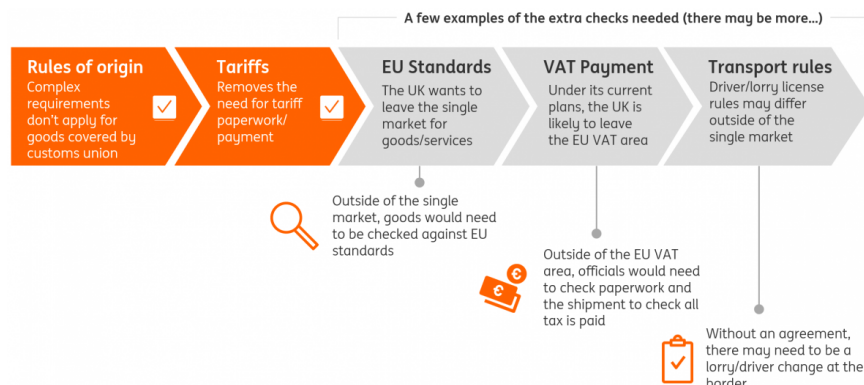 A few examples of the extra checks needed (there may be more...)
Rules of origin
Complex
requirements
don't apply for
goods covered by
customs union
Tariffs
Removes the
need for tariff
paperwork/
payment
EU Standards
The UK wants to
leave the single
market for
goods/services
VAT Payment
Under its current
plans, the UK is
likely to leave
the EU VAT area
Transport rules
Driver/lorry license
rules may differ
outside of the
single market
Outside of the single
market, goods would need
to be checked against EU
standards
Outside of the EU VAT
area, officials would need
to check paperwork and
the shipment to check all
tax is paid
Without an agreement,
there may need to be a
lorry/driver change at the
border